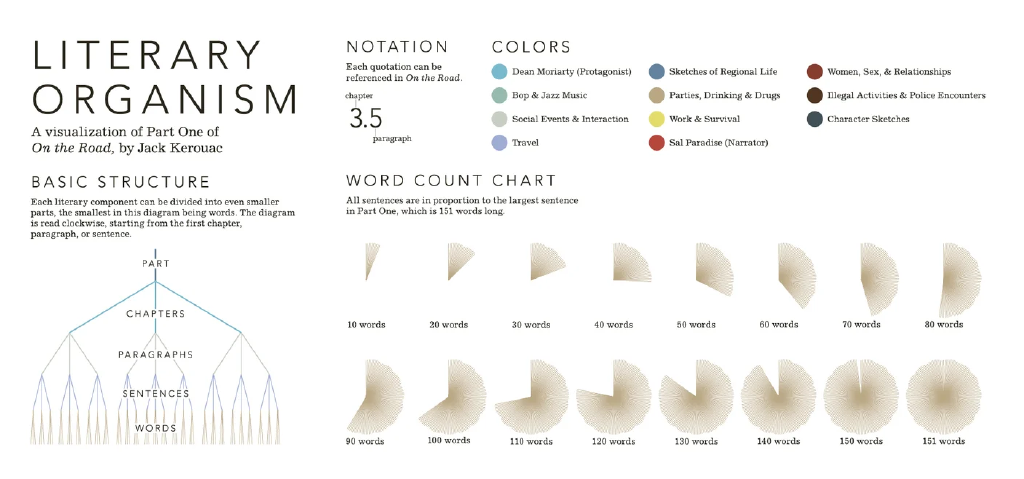 LITERARY
ORGANISM
A visualization of Part One of
On the Road, by Jack Kerouac
BASIC STRUCTURE
Each literary component can be divided into even smaller
parts, the smallest in this diagram being words. The diagram
is read clockwise, starting from the first chapter,
paragraph, or sentence.
PART
CHAPTERS
PARAGRAPHS
SENTENCES
WORDS
NOTATION
Each quotation can be
referenced in On the Road.
chapter
3.5
paragraph
COLORS
Dean Moriarty (Protagonist)
Bop & Jazz Music
Social Events & Interaction
Travel
Sketches of Regional Life
Parties, Drinking & Drugs
Work & Survival
Sal Paradise (Narrator)
Women, Sex, & Relationships
Illegal Activities & Police Encounters
Character Sketches
WORD COUNT CHART
All sentences are in proportion to the largest sentence
in Part One, which is 151 words long.
10 words
20 words
30 words
40 words
50 words
60 words
70 words
80 words
90 words
100 words
110 words
120 words
130 words
140 words
150 words
151 words